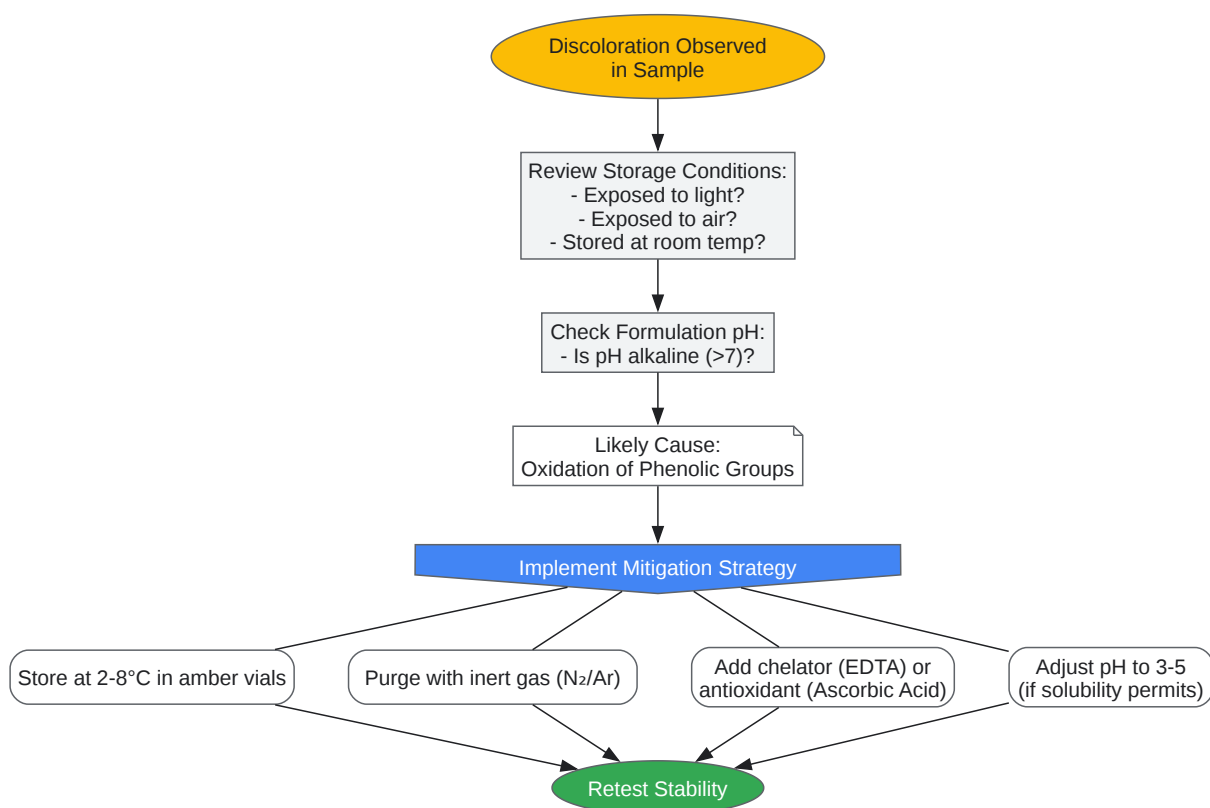 Discoloration Observed
in Sample
Review Storage Conditions:
- Exposed to light?
- Exposed to air?
- Stored at room temp?
Check Formulation pH:
- Is pH alkaline (>7)?
Likely Cause:
Oxidation of Phenolic Groups
Implement Mitigation Strategy
Store at 2-8°C in amber vials
Purge with inert gas (N₂/Ar)
Add chelator (EDTA) or
antioxidant (Ascorbic Acid)
Adjust pH to 3-5
(if solubility permits)
Retest Stability